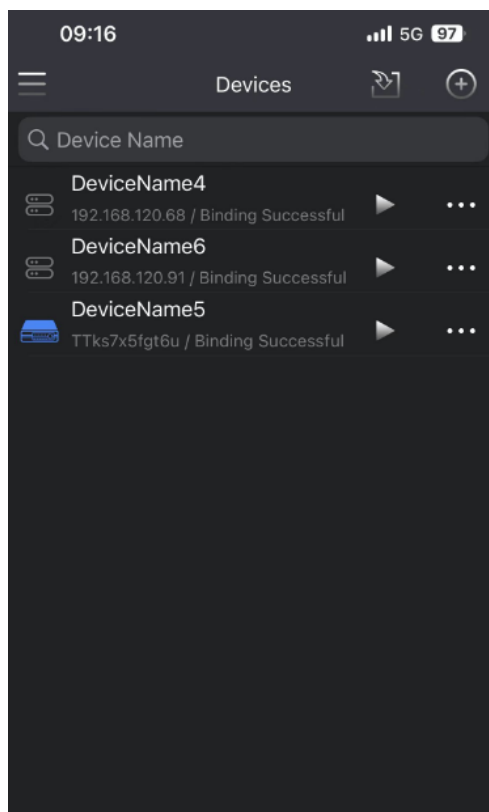 09:16 5G 97
Devices
Device Name
DeviceName4
192.168.120.68 / Binding Successful
DeviceName6
192.168.120.91 / Binding Successful
DeviceName5
TTks7x5fgt6u / Binding Successful